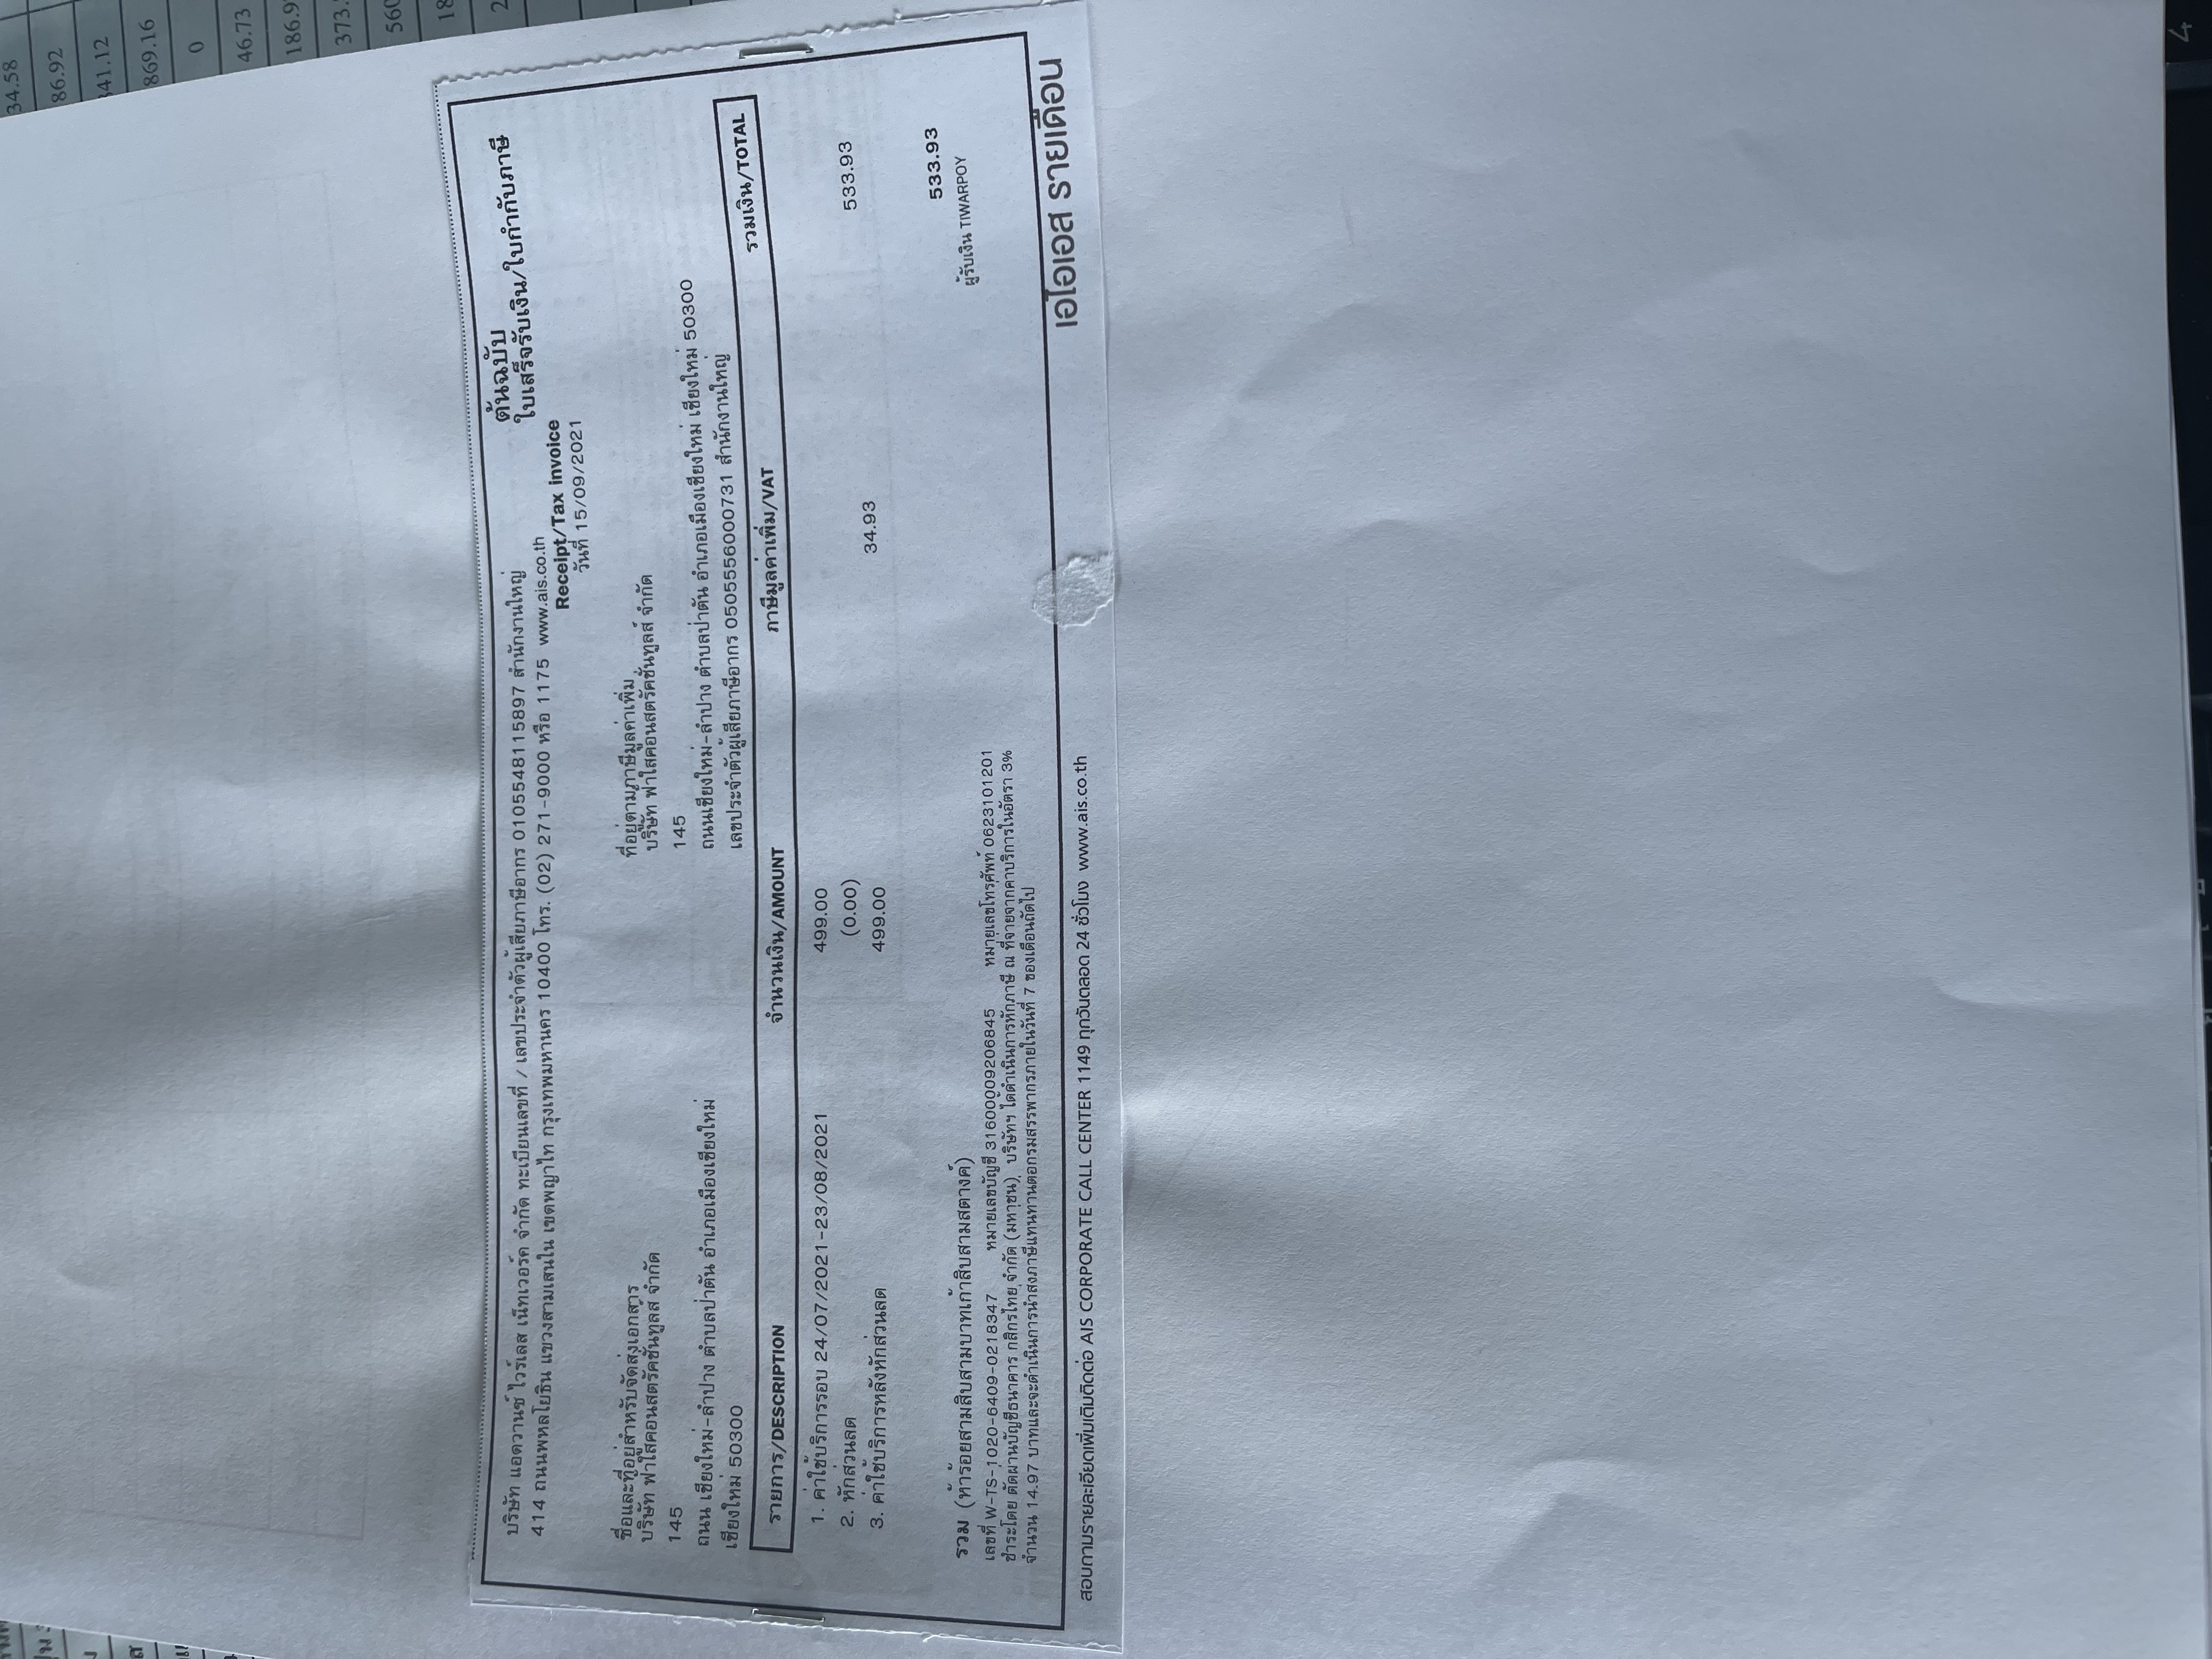 34.58
86.92
869.16
0
46.73
บริษัท แอดวานซ์ ไวร์เลส เน็ทเวอร์ค จำกัด ทะเบียนเลขที่ / เลขประจำตัวผู้เสียภาษีอากร 0105548115897 สำนักงานใหญ่
414 ถนนพหลโยธิน แขวงสามเสนใน เขตพญาไท กรุงเทพมหานคร 10400 โทร. (02) 271-9000 หรือ 1175 www.ais.co.th
ต้นฉบับ
ใบเสร็จรับเงิน/ใบกำกับภาษี
Receipt/Tax invoice
วันที่ 15/09/2021
ชื่อและที่อยู่สำหรับจัดส่งเอกสาร
บริษัท ฟ้าใสคอนสตรัคชั่นทูลส์ จำกัด
145
ถนน เชียงใหม่-ลำปาง ตำบลป่าตัน อำเภอเมืองเชียงใหม่
เชียงใหม่ 50300
ที่อยู่ตามภาษีมูลค่าเพิ่ม
บริษัท ฟ้าใสคอนสตรัคชั่นทูลส์ จำกัด
145
ถนนเชียงใหม่-ลำปาง ตำบลป่าตัน อำเภอเมืองเชียงใหม่ เชียงใหม่ 50300
เลขประจำตัวผู้เสียภาษีอากร 0505556000731 สำนักงานใหญ่
รายการ/DESCRIPTION จำนวนเงิน/AMOUNT ภาษีมูลค่าเพิ่ม/VAT รวมเงิน/TOTAL
1. ค่าใช้บริการรอบ 24/07/2021-23/08/2021 499.00
2. หักส่วนลด (0.00)
3. ค่าใช้บริการหลังหักส่วนลด 499.00 34.93 533.93
รวม (ห้าร้อยสามสิบสามบาทเก้าสิบสามสตางค์) 533.93
เลขที่ W-TS-1020-6409-0218347 หมายเลขบัญชี 31600009206845 หมายเลขโทรศัพท์ 0623101201
ผู้รับเงิน TIWARPOY
ชำระโดย ตัดผ่านบัญชีธนาคาร กสิกรไทย จำกัด (มหาชน) บริษัทฯ ได้ดำเนินการหักภาษี ณ ที่จ่ายจากค่าบริการในอัตรา 3%
จำนวน 14.97 บาทและจะดำเนินการนำส่งภาษีแทนท่านต่อกรมสรรพากรภายในวันที่ 7 ของเดือนถัดไป
เอไอเอส รายเดือน
สอบถามรายละเอียดเพิ่มเติมติดต่อ AIS CORPORATE CALL CENTER 1149 ทุกวันตลอด 24 ชั่วโมง www.ais.co.th